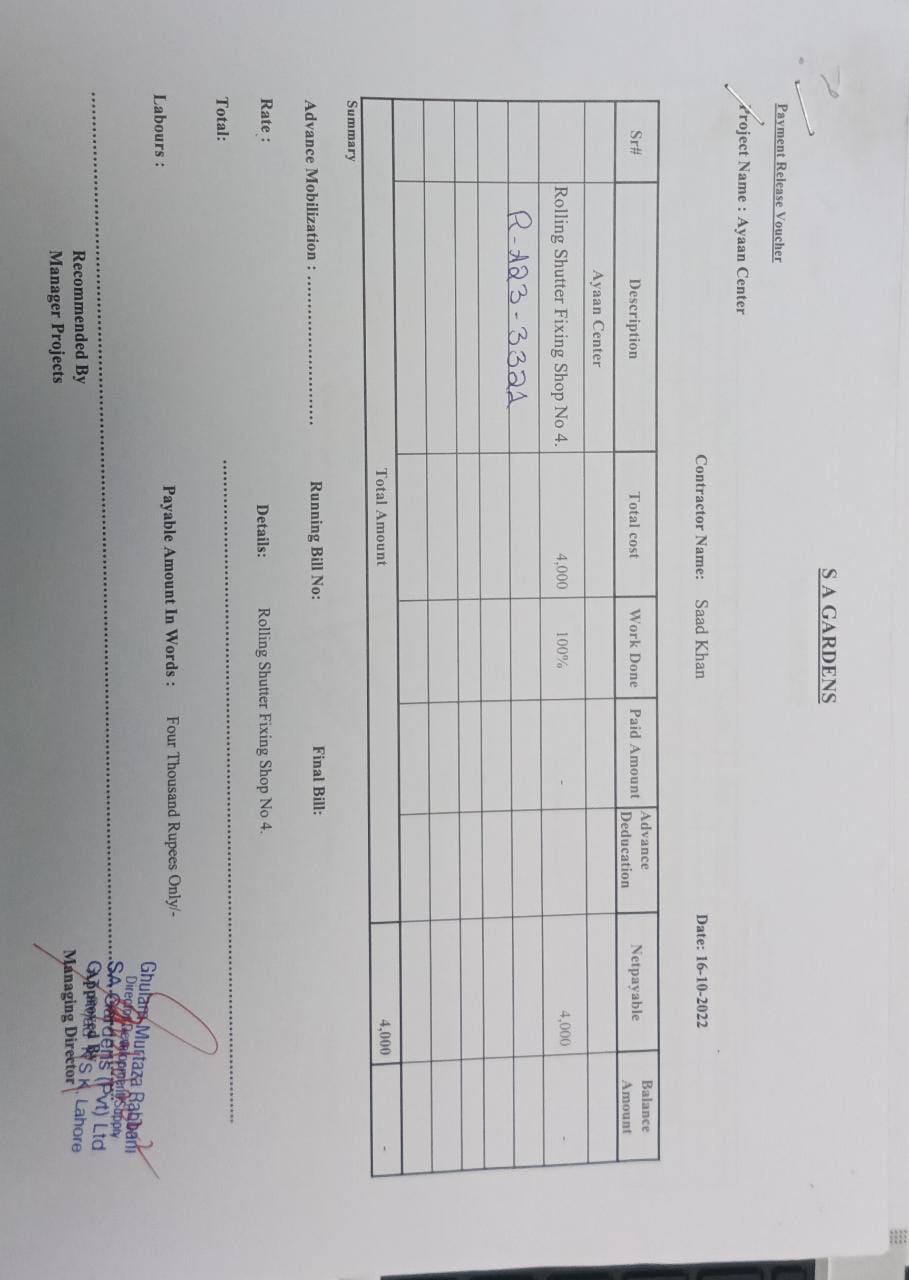 S A GARDENS
Payment Release Voucher
Project Name : Ayaan Center
Contractor Name: Saad Khan
Date: 16-10-2022
Sr# Description Total cost Work Done Paid Amount Advance Deducation Netpayable Balance Amount
Ayaan Center
Rolling Shutter Fixing Shop No 4. 4,000 100% - 4,000 -
R-123-3321
Total Amount 4,000 -
Summary
Advance Mobilization : ........................ Running Bill No: Final Bill:
Rate : Details: Rolling Shutter Fixing Shop No 4.
Total:
Labours : Payable Amount In Words : Four Thousand Rupees Only/-
Ghulam Murtaza Rabbani
SA Gardens (Pvt) Ltd
Recommended By Approved By
Manager Projects Managing Director
Lahore